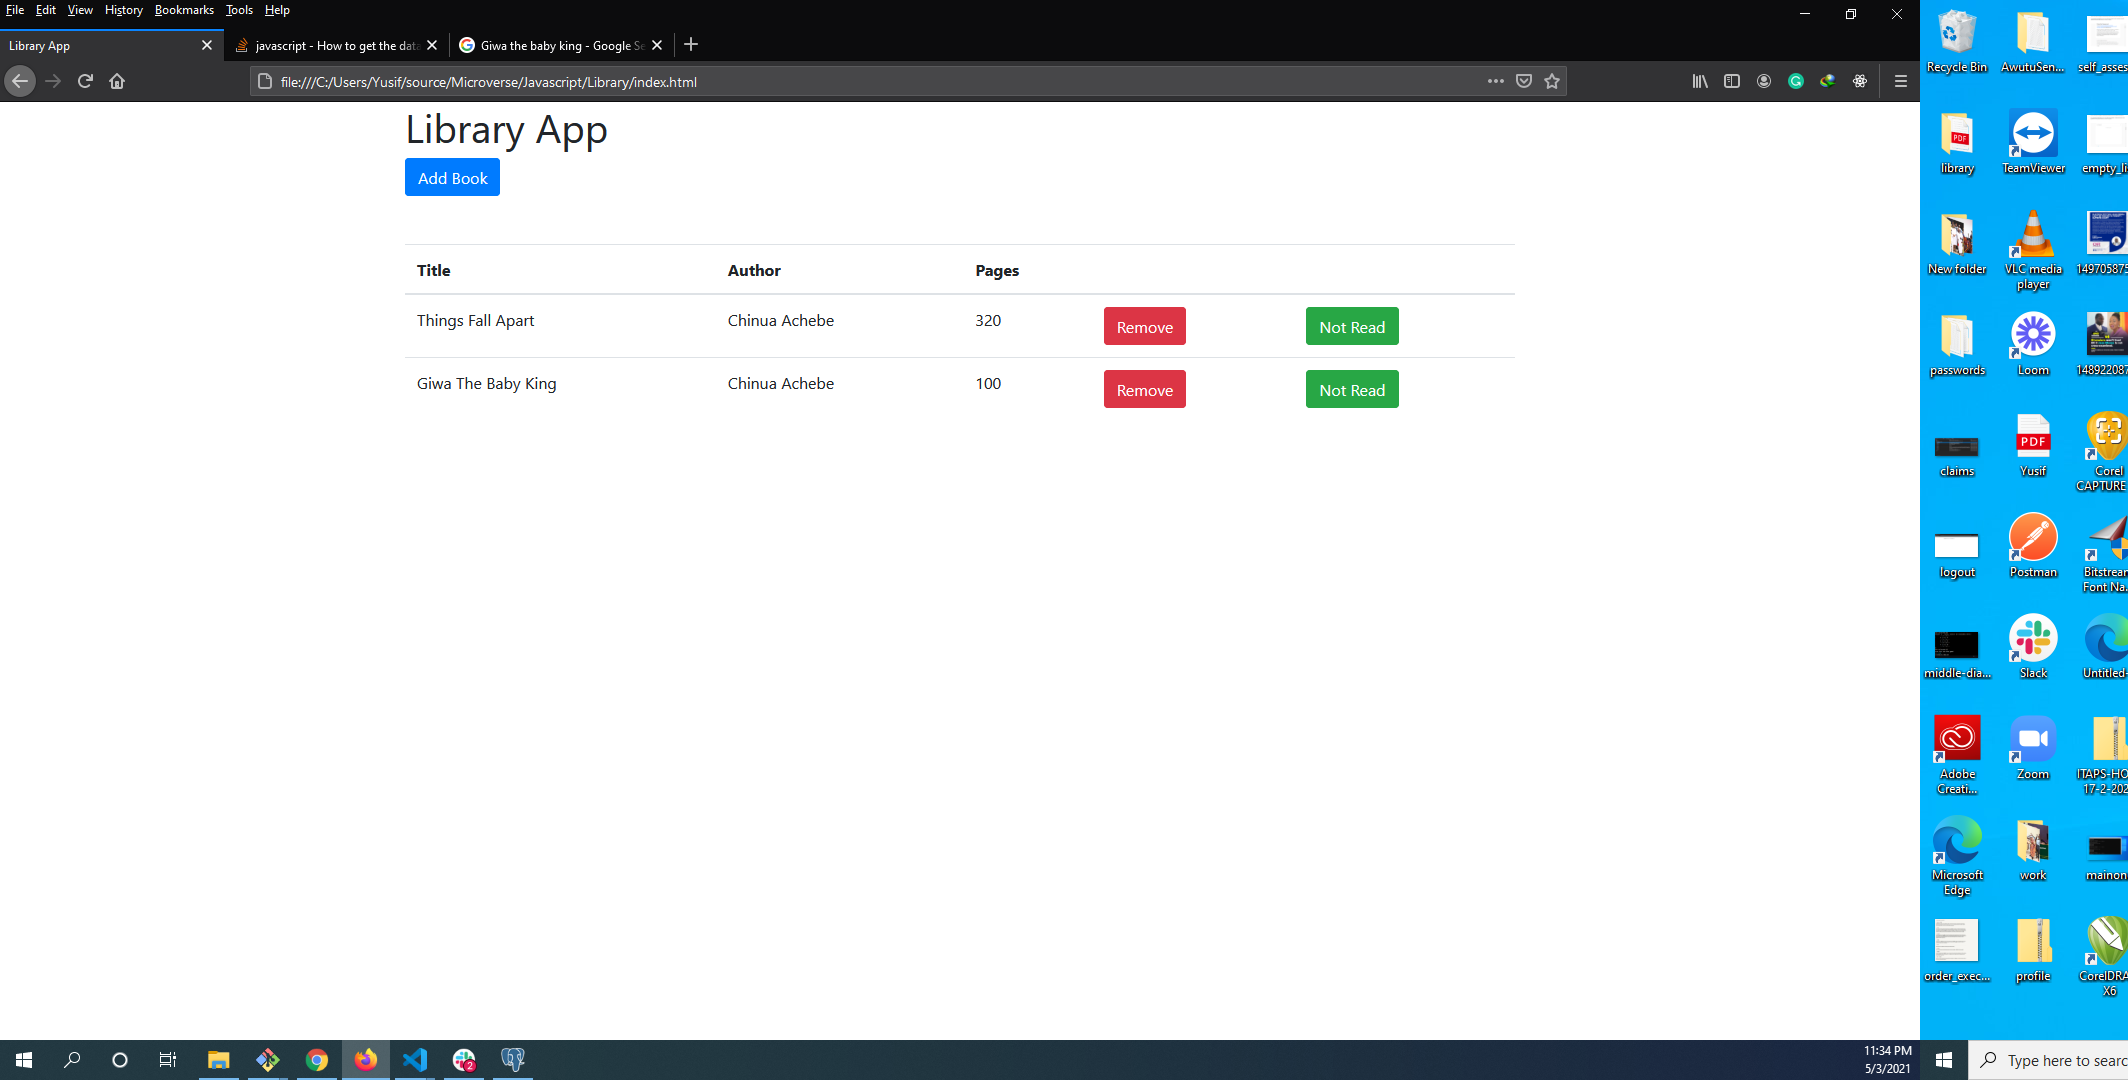 File Edit View History Bookmarks Tools Help
Library App
javascript - How to get the data
Giwa the baby king - Google Se
file:///C:/Users/Yusif/source/Microverse/Javascript/Library/index.html
Library App
Add Book
Title Author Pages
Things Fall Apart Chinua Achebe 320 Remove Not Read
Giwa The Baby King Chinua Achebe 100 Remove Not Read
Recycle Bin AwutuSen... self_asses
library TeamViewer empty_li
PDF
New folder VLC media player 149705875
passwords Loom 148922087
PDF
claims Yusif Corel CAPTURE
logout Postman Bitstrear Font Na..
middle-dia... Slack Untitled-
Adobe Creati... Zoom ITAPS-HO 17-2-202
Microsoft Edge work mainon
order_exec... profile CorelDRA X6
2
11:34 PM
5/3/2021
Type here to searc